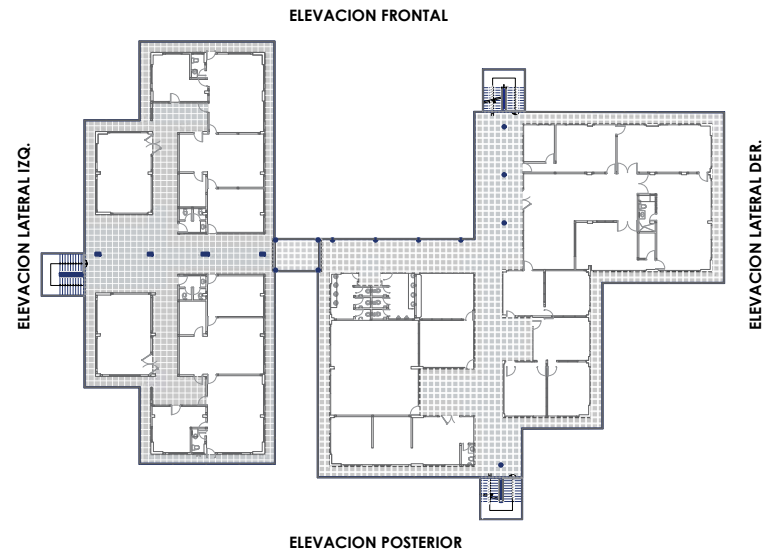 ELEVACION FRONTAL
ELEVACION LATERAL IZQ.
ELEVACION LATERAL DER.
ELEVACION POSTERIOR